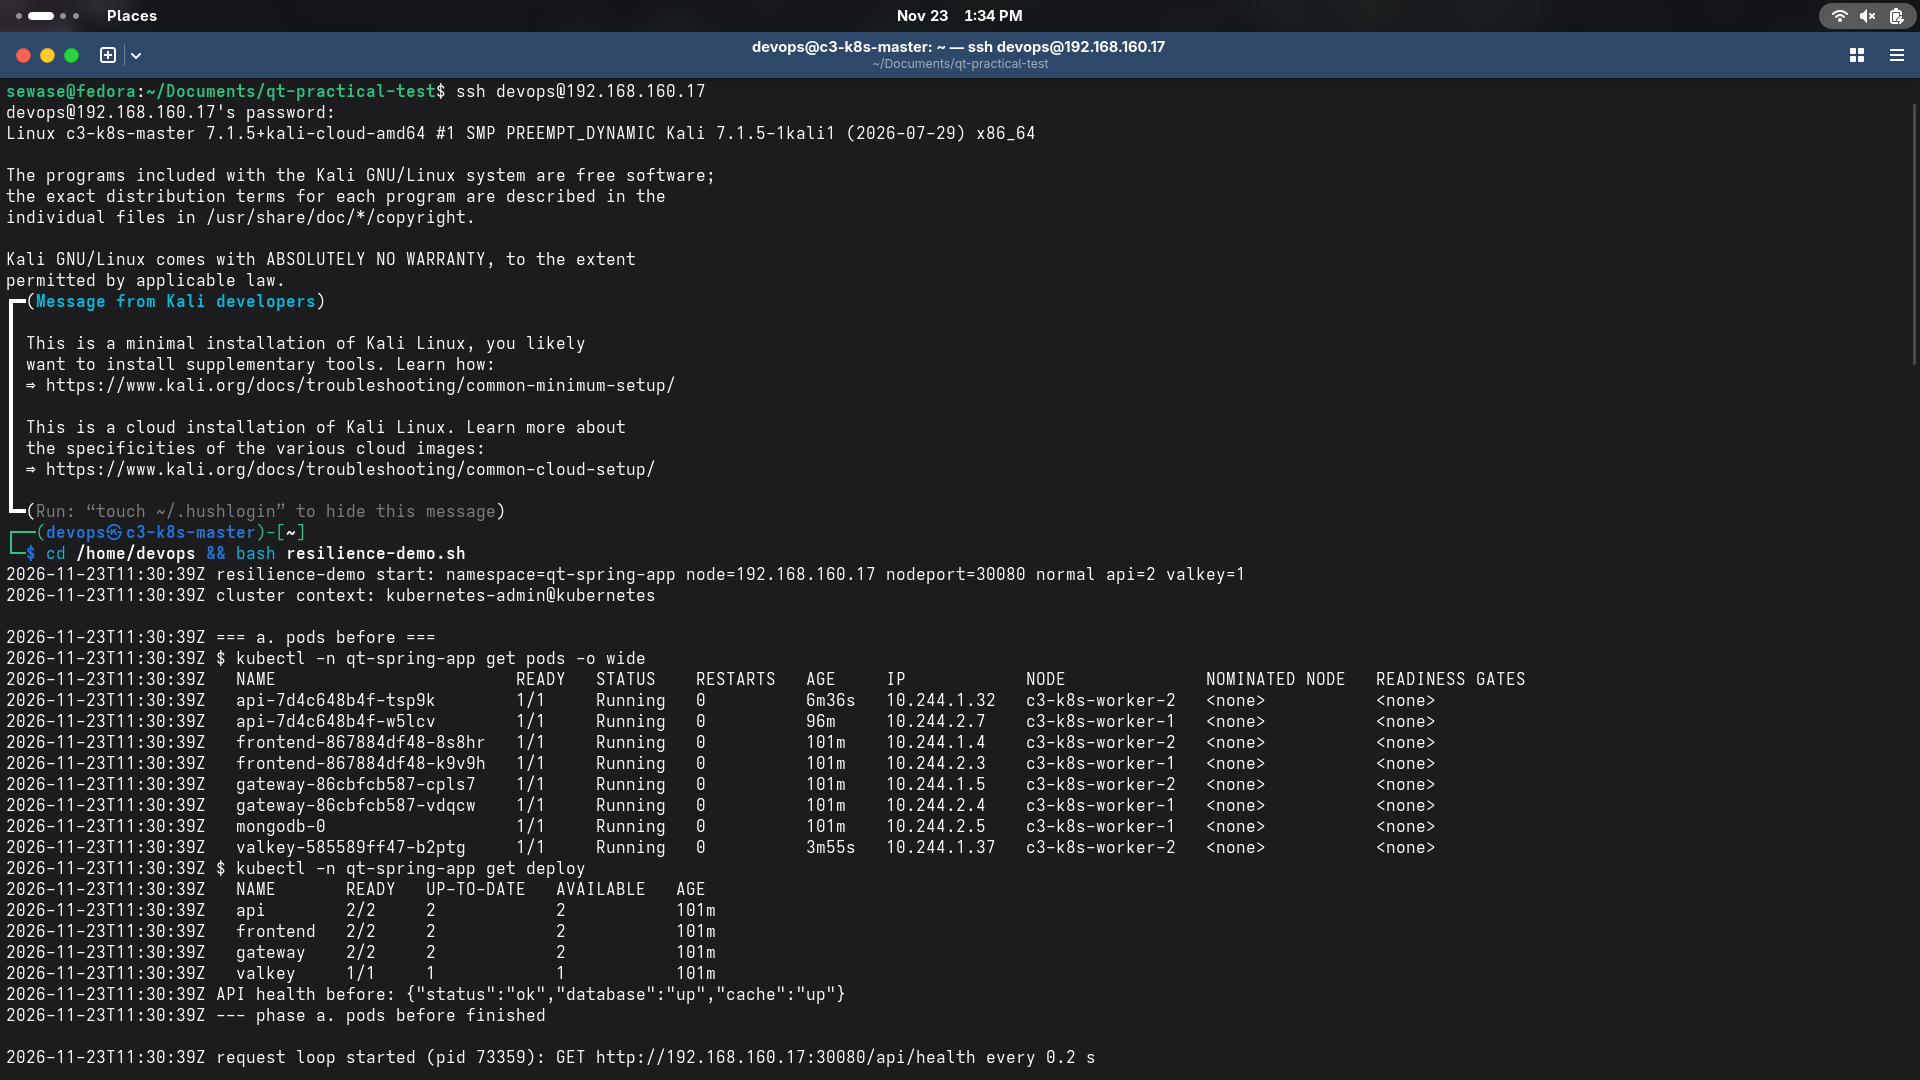 Places
Nov 23 1:34 PM
devops@c3-k8s-master: ~ — ssh devops@192.168.160.17
~/Documents/qt-practical-test
sewase@fedora:~/Documents/qt-practical-test$ ssh devops@192.168.160.17
devops@192.168.160.17's password:
Linux c3-k8s-master 7.1.5+kali-cloud-amd64 #1 SMP PREEMPT_DYNAMIC Kali 7.1.5-1kali1 (2026-07-29) x86_64
The programs included with the Kali GNU/Linux system are free software;
the exact distribution terms for each program are described in the
individual files in /usr/share/doc/*/copyright.
Kali GNU/Linux comes with ABSOLUTELY NO WARRANTY, to the extent
permitted by applicable law.
(Message from Kali developers)
This is a minimal installation of Kali Linux, you likely
want to install supplementary tools. Learn how:
⇒ https://www.kali.org/docs/troubleshooting/common-minimum-setup/
This is a cloud installation of Kali Linux. Learn more about
the specificities of the various cloud images:
⇒ https://www.kali.org/docs/troubleshooting/common-cloud-setup/
(Run: “touch ~/.hushlogin” to hide this message)
(devops㉿c3-k8s-master)-[~]
$ cd /home/devops && bash resilience-demo.sh
2026-11-23T11:30:39Z resilience-demo start: namespace=qt-spring-app node=192.168.160.17 nodeport=30080 normal api=2 valkey=1
2026-11-23T11:30:39Z cluster context: kubernetes-admin@kubernetes
2026-11-23T11:30:39Z === a. pods before ===
2026-11-23T11:30:39Z $ kubectl -n qt-spring-app get pods -o wide
2026-11-23T11:30:39Z   NAME                        READY   STATUS    RESTARTS   AGE     IP            NODE              NOMINATED NODE   READINESS GATES
2026-11-23T11:30:39Z   api-7d4c648b4f-tsp9k        1/1     Running   0          6m36s   10.244.1.32   c3-k8s-worker-2   <none>           <none>
2026-11-23T11:30:39Z   api-7d4c648b4f-w5lcv        1/1     Running   0          96m     10.244.2.7    c3-k8s-worker-1   <none>           <none>
2026-11-23T11:30:39Z   frontend-867884df48-8s8hr   1/1     Running   0          101m    10.244.1.4    c3-k8s-worker-2   <none>           <none>
2026-11-23T11:30:39Z   frontend-867884df48-k9v9h   1/1     Running   0          101m    10.244.2.3    c3-k8s-worker-1   <none>           <none>
2026-11-23T11:30:39Z   gateway-86cbfcb587-cpls7    1/1     Running   0          101m    10.244.1.5    c3-k8s-worker-2   <none>           <none>
2026-11-23T11:30:39Z   gateway-86cbfcb587-vdqcw    1/1     Running   0          101m    10.244.2.4    c3-k8s-worker-1   <none>           <none>
2026-11-23T11:30:39Z   mongodb-0                   1/1     Running   0          101m    10.244.2.5    c3-k8s-worker-1   <none>           <none>
2026-11-23T11:30:39Z   valkey-585589ff47-b2ptg     1/1     Running   0          3m55s   10.244.1.37   c3-k8s-worker-2   <none>           <none>
2026-11-23T11:30:39Z $ kubectl -n qt-spring-app get deploy
2026-11-23T11:30:39Z   NAME       READY   UP-TO-DATE   AVAILABLE   AGE
2026-11-23T11:30:39Z   api        2/2     2            2           101m
2026-11-23T11:30:39Z   frontend   2/2     2            2           101m
2026-11-23T11:30:39Z   gateway    2/2     2            2           101m
2026-11-23T11:30:39Z   valkey     1/1     1            1           101m
2026-11-23T11:30:39Z API health before: {"status":"ok","database":"up","cache":"up"}
2026-11-23T11:30:39Z --- phase a. pods before finished
2026-11-23T11:30:39Z request loop started (pid 73359): GET http://192.168.160.17:30080/api/health every 0.2 s